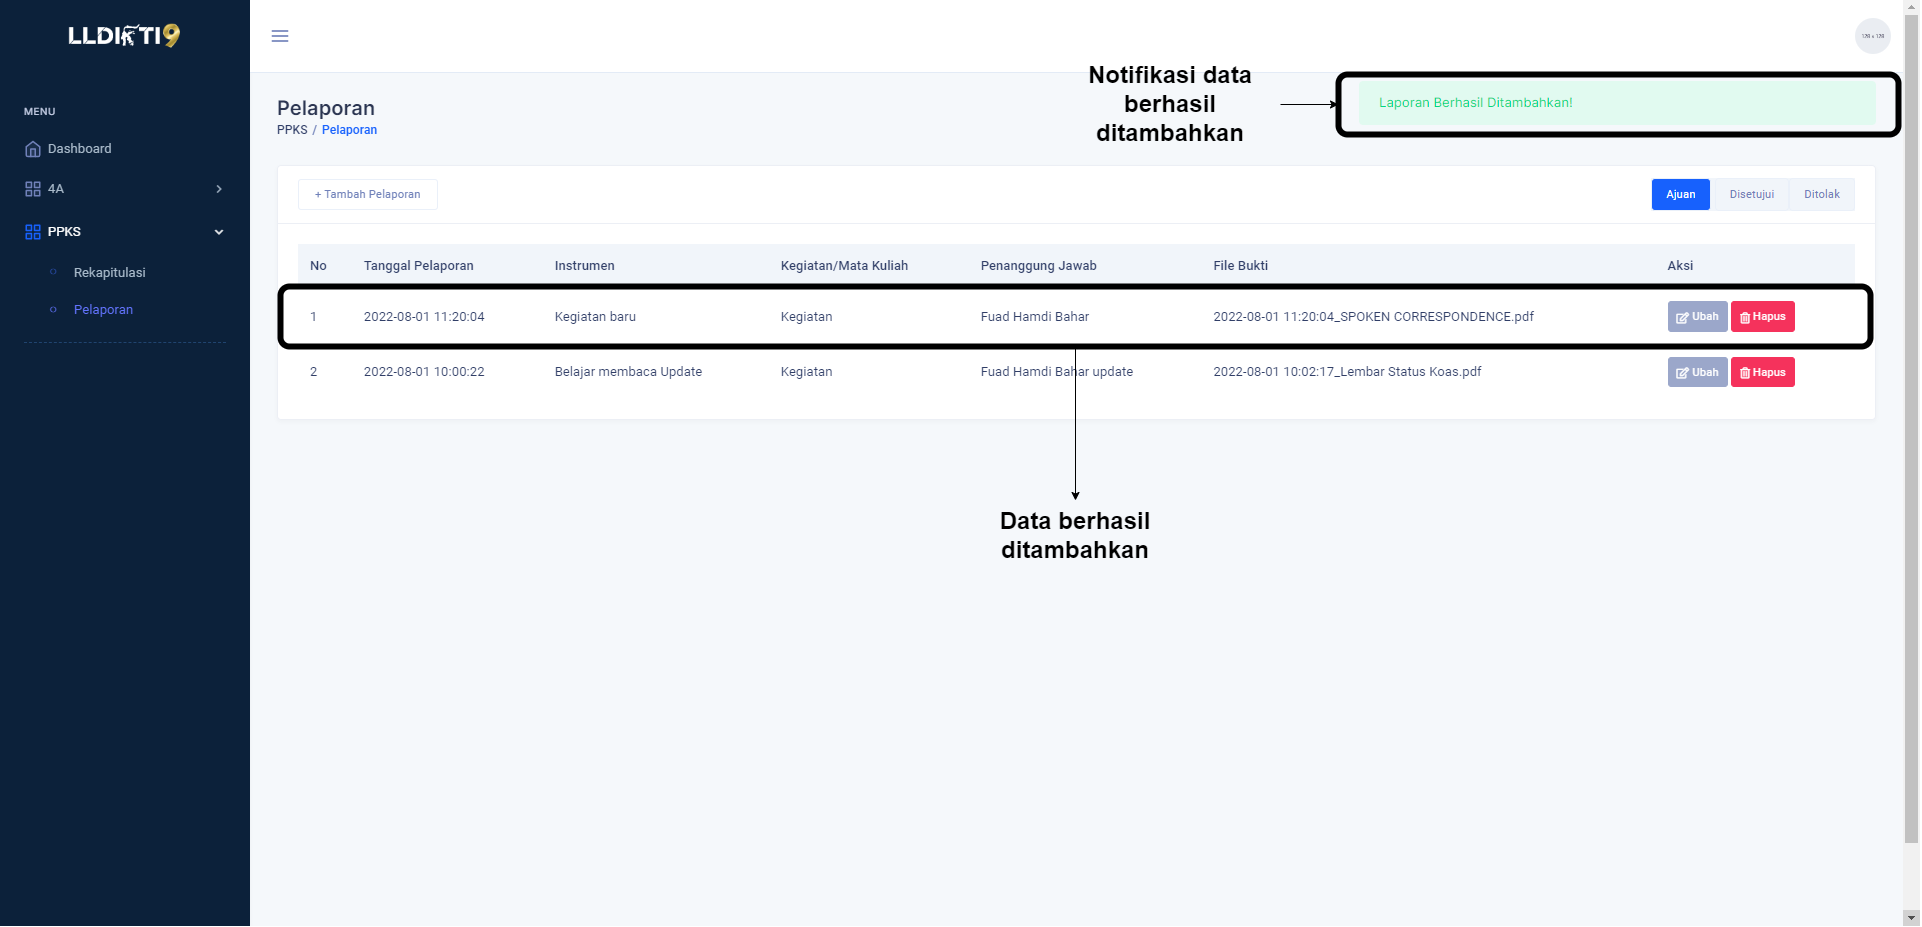 LLDIKTI9
MENU
Dashboard
4A
PPKS
Rekapitulasi
Pelaporan
128 x 128
Pelaporan
PPKS / Pelaporan
Notifikasi data
berhasil
ditambahkan
Laporan Berhasil Ditambahkan!
+ Tambah Pelaporan
Ajuan Disetujui Ditolak
No Tanggal Pelaporan Instrumen Kegiatan/Mata Kuliah Penanggung Jawab File Bukti Aksi
1 2022-08-01 11:20:04 Kegiatan baru Kegiatan Fuad Hamdi Bahar 2022-08-01 11:20:04_SPOKEN CORRESPONDENCE.pdf Ubah Hapus
2 2022-08-01 10:00:22 Belajar membaca Update Kegiatan Fuad Hamdi Bahar update 2022-08-01 10:02:17_Lembar Status Koas.pdf Ubah Hapus
Data berhasil
ditambahkan